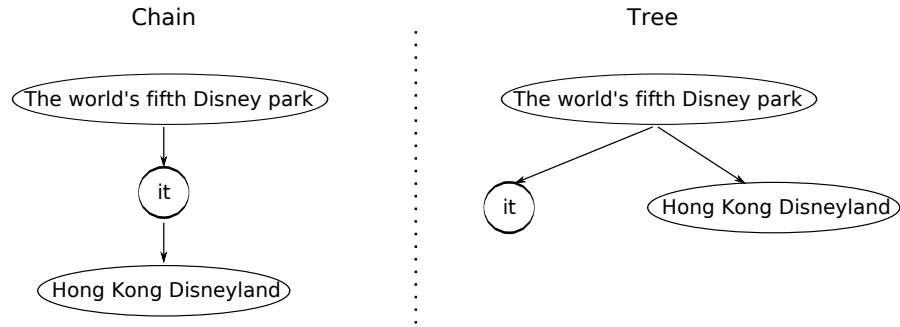 Chain
The world's fifth Disney park
it
Hong Kong Disneyland
Tree
The world's fifth Disney park
it
Hong Kong Disneyland